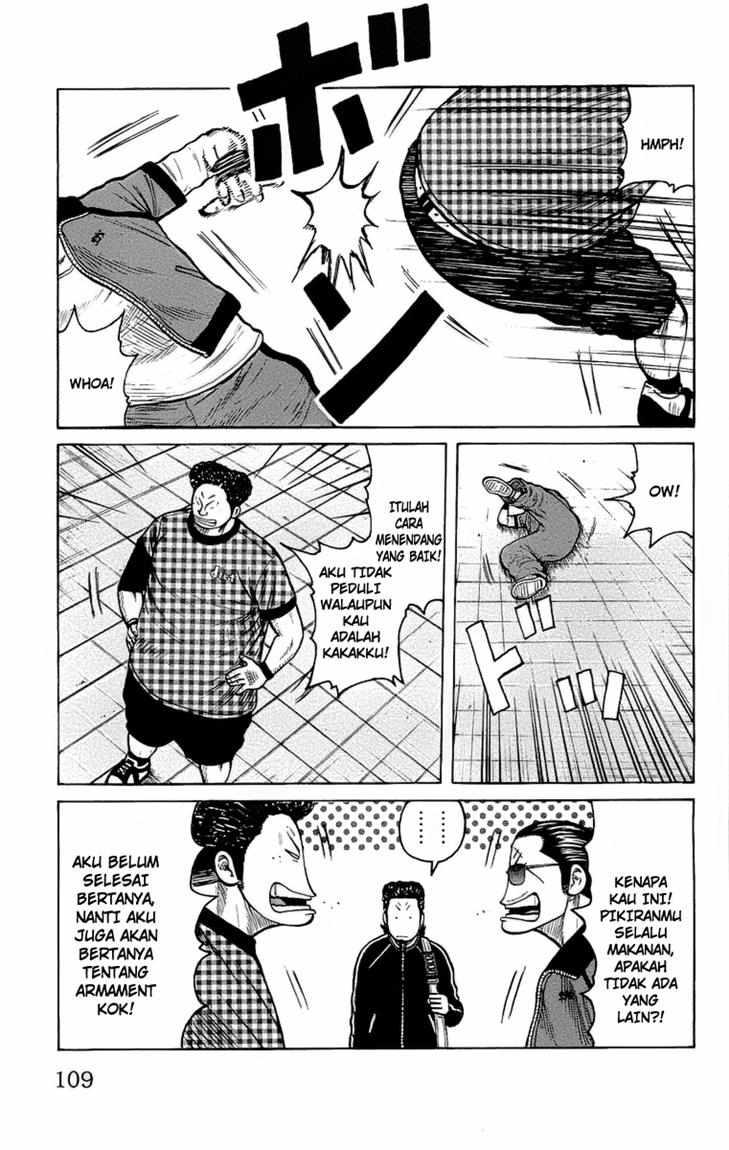 ボボン
HMPH!
WHOA!
OW!
ドドッ
ITULAH
CARA
MENENDANG
YANG BAIK!
AKU TIDAK
PEDULI
WALAUPUN
KAU
ADALAH
KAKAKKU!
KENAPA
KAU INI!
PIKIRANMU
SELALU
MAKANAN,
APAKAH
TIDAK ADA
YANG
LAIN?!
AKU BELUM
SELESAI
BERTANYA,
NANTI AKU
JUGA AKAN
BERTANYA
TENTANG
ARMAMENT
KOK!
109